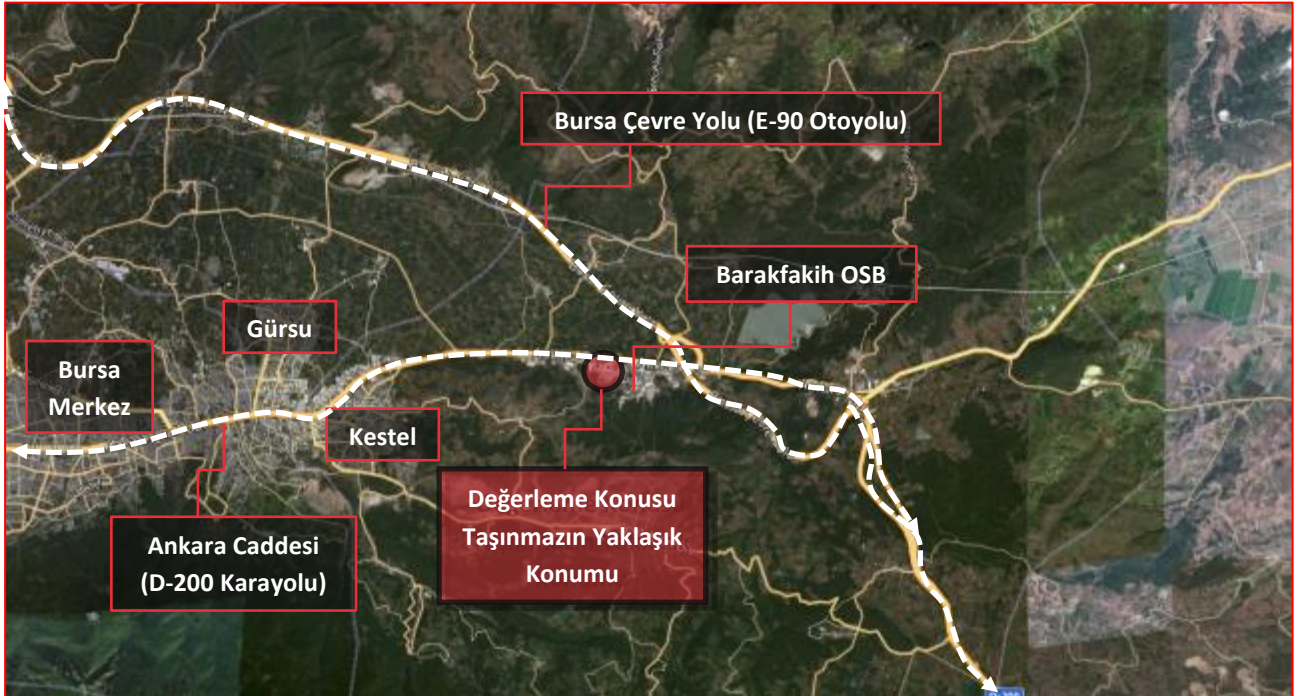 Bursa Çevre Yolu (E-90 Otoyolu)
Barakfakih OSB
Gürsu
Bursa
Merkez
Kestel
Değerleme Konusu
Taşınmazın Yaklaşık
Konumu
Ankara Caddesi
(D-200 Karayolu)